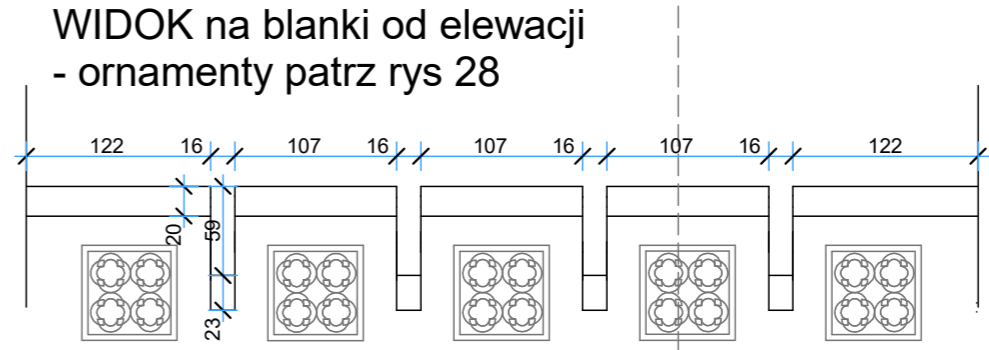 WIDOK na blanki od elewacji
- ornamenty patrz rys 28
122 16 107 16 107 16 107 16 122
20
59
23